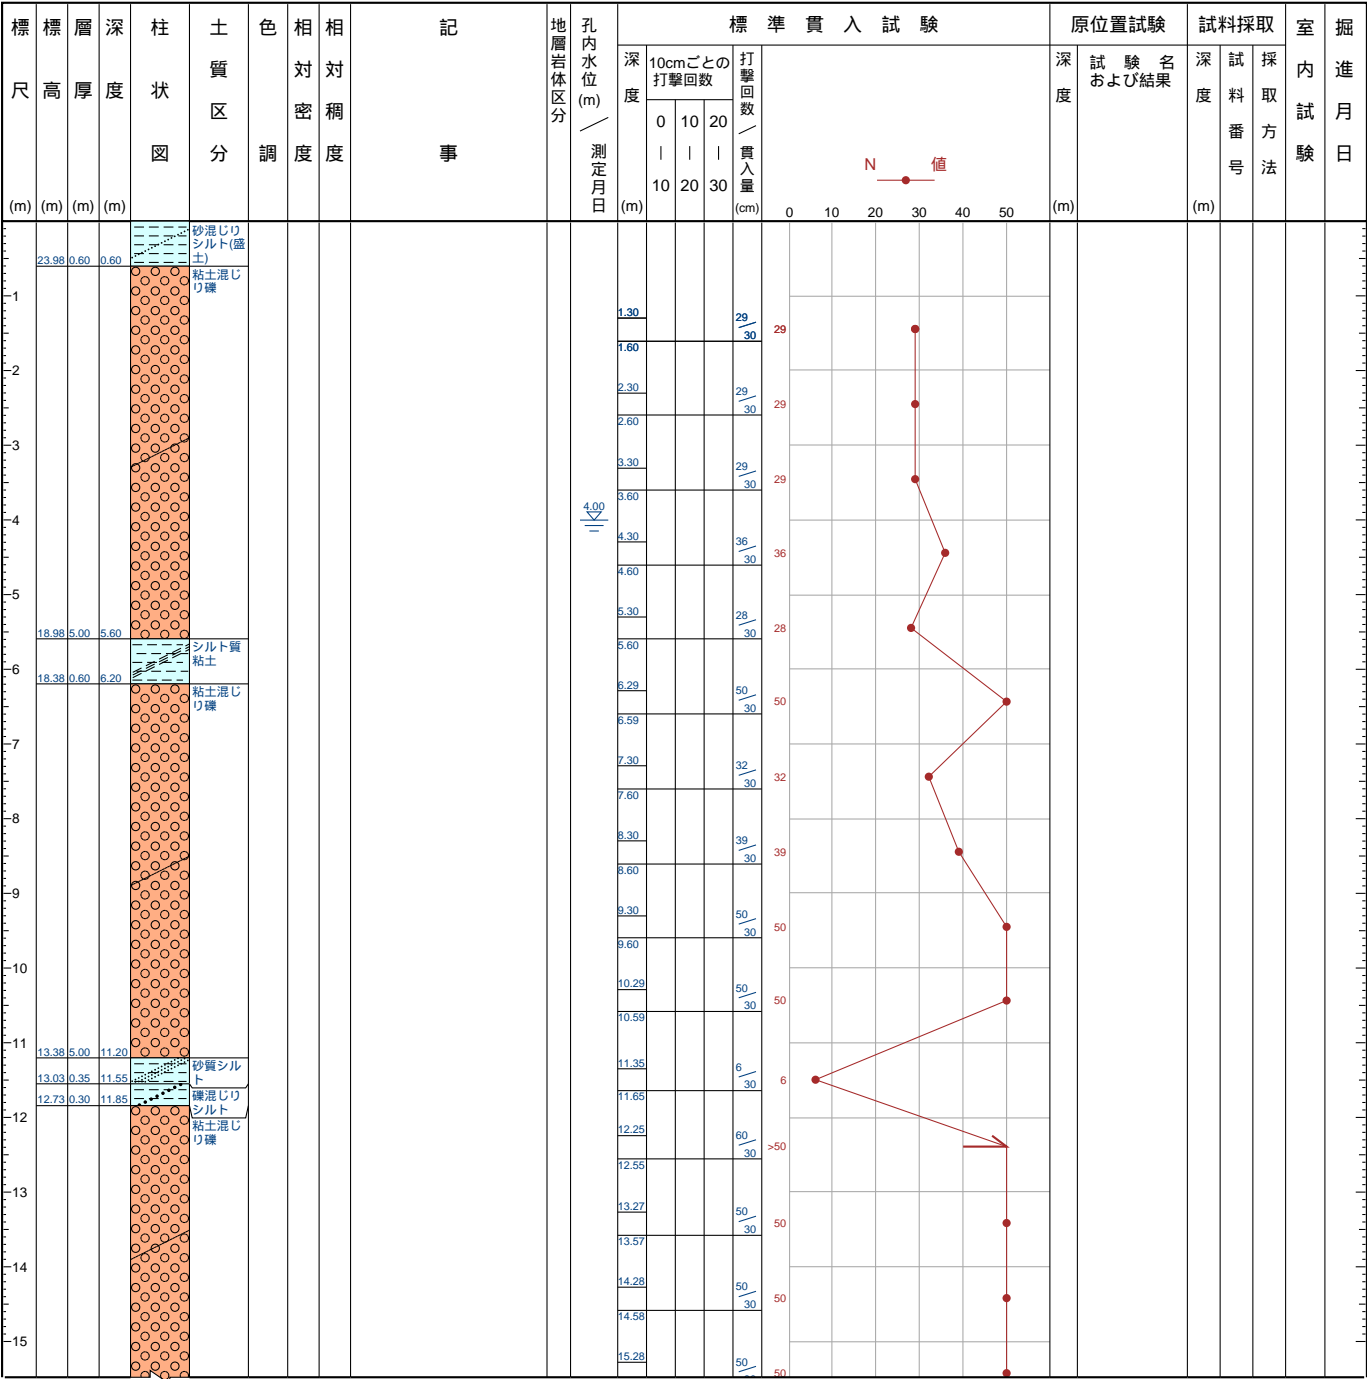 標尺 (m)
標高 (m)
層厚 (m)
深度 (m)
柱状図
土質区分
色調
相対密度
相対稠度
記事
地層岩体区分
孔内水位(m)／測定月日
標準貫入試験
深度 (m)
10cmごとの
打撃回数
0｜10
10｜20
20｜30
打撃回数／貫入量 (cm)
N 値
0 10 20 30 40 50
原位置試験
深度 (m)
試験名
および結果
試料採取
深度 (m)
試料番号
採取方法
室内試験
掘進月日
砂混じり
シルト(盛
土)
23.98 0.60 0.60
粘土混じ
り礫
1
1.30 29/30 29
1.60
2
2.30 29/30 29
2.60
3
3.30 29/30 29
3.60
4.00
4
4.30 36/30 36
4.60
5
5.30 28/30 28
18.98 5.00 5.60
5.60
シルト質
粘土
6
18.38 0.60 6.20
粘土混じ
り礫
6.29 50/30 50
6.59
7
7.30 32/30 32
7.60
8
8.30 39/30 39
8.60
9
9.30 50/30 50
9.60
10
10.29 50/30 50
10.59
11
13.38 5.00 11.20
砂質シル
ト
11.35 6/30 6
13.03 0.35 11.55
礫混じり
シルト
11.65
12.73 0.30 11.85
12
粘土混じ
り礫
12.25 60/30 >50
12.55
13
13.27 50/30 50
13.57
14
14.28 50/30 50
14.58
15
15.28 50 50